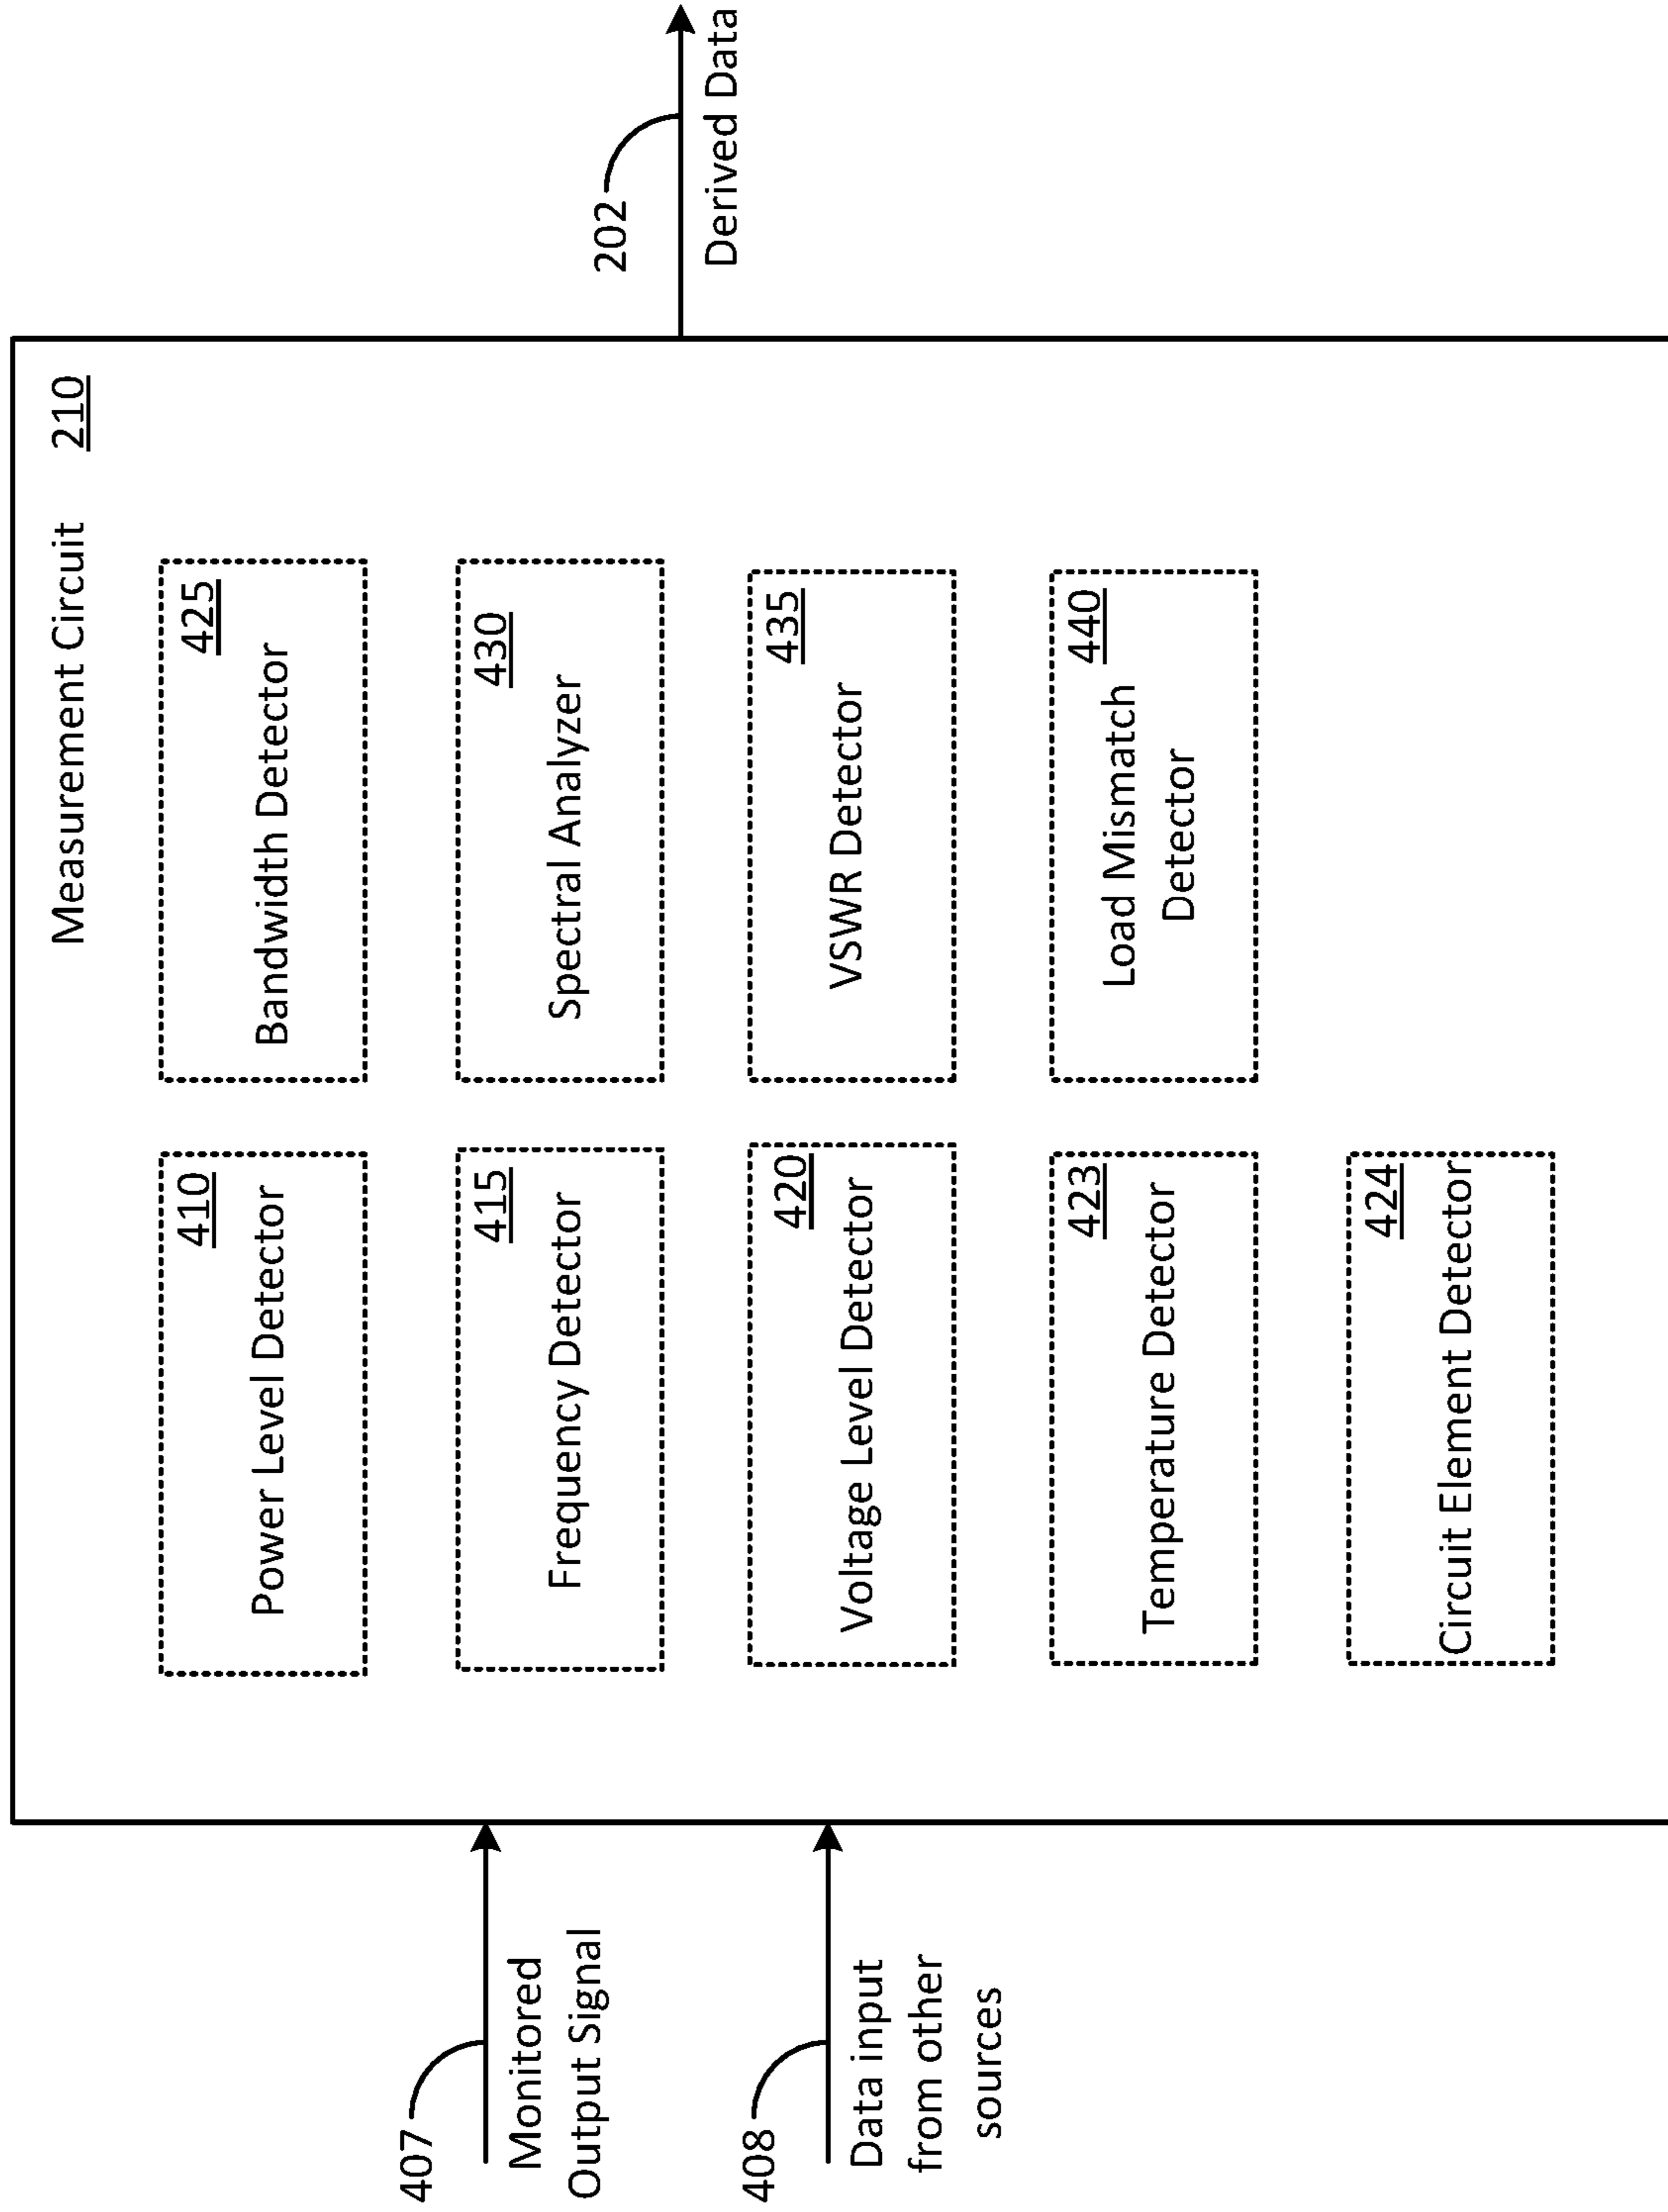 Measurement Circuit 210
407
Monitored
Output Signal
408
Data input
from other
sources
410
Power Level Detector
415
Frequency Detector
420
Voltage Level Detector
423
Temperature Detector
424
Circuit Element Detector
425
Bandwidth Detector
430
Spectral Analyzer
435
VSWR Detector
440
Load Mismatch
Detector
202
Derived Data